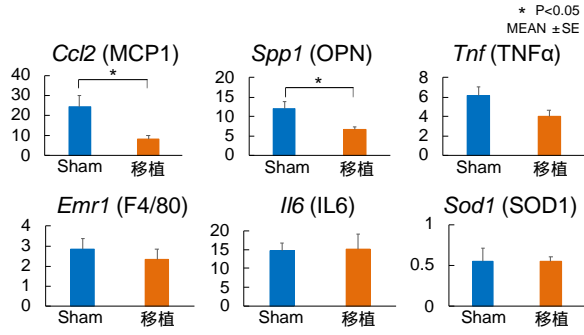 * P<0.05
MEAN ±SE
Ccl2 (MCP1)
Spp1 (OPN)
Tnf (TNFα)
40
30
20
10
0
*
Sham
移植
20
15
10
5
0
*
Sham
移植
8
6
4
2
0
Sham
移植
Emr1 (F4/80)
Il6 (IL6)
Sod1 (SOD1)
4
3
2
1
0
Sham
移植
20
15
10
5
0
Sham
移植
1
0.5
0
Sham
移植